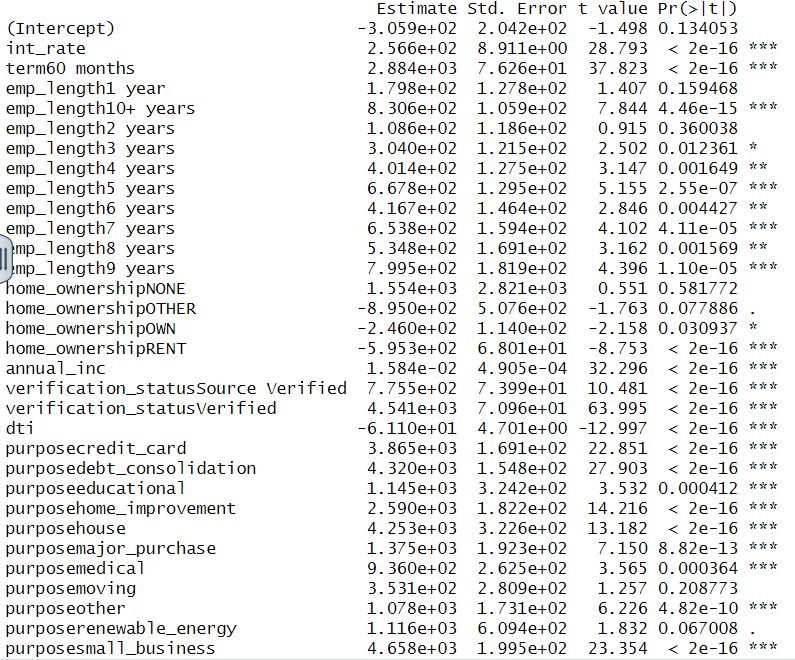 Estimate Std. Error t value Pr(>|t|)
(Intercept) -3.059e+02 2.042e+02 -1.498 0.134053
int_rate 2.566e+02 8.911e+00 28.793 < 2e-16 ***
term60 months 2.884e+03 7.626e+01 37.823 < 2e-16 ***
emp_length1 year 1.798e+02 1.278e+02 1.407 0.159468
emp_length10+ years 8.306e+02 1.059e+02 7.844 4.46e-15 ***
emp_length2 years 1.086e+02 1.186e+02 0.915 0.360038
emp_length3 years 3.040e+02 1.215e+02 2.502 0.012361 *
emp_length4 years 4.014e+02 1.275e+02 3.147 0.001649 **
emp_length5 years 6.678e+02 1.295e+02 5.155 2.55e-07 ***
emp_length6 years 4.167e+02 1.464e+02 2.846 0.004427 **
emp_length7 years 6.538e+02 1.594e+02 4.102 4.11e-05 ***
emp_length8 years 5.348e+02 1.691e+02 3.162 0.001569 **
emp_length9 years 7.995e+02 1.819e+02 4.396 1.10e-05 ***
home_ownershipNONE 1.554e+03 2.821e+03 0.551 0.581772
home_ownershipOTHER -8.950e+02 5.076e+02 -1.763 0.077886 .
home_ownershipOWN -2.460e+02 1.140e+02 -2.158 0.030937 *
home_ownershipRENT -5.953e+02 6.801e+01 -8.753 < 2e-16 ***
annual_inc 1.584e-02 4.905e-04 32.296 < 2e-16 ***
verification_statusSource Verified 7.755e+02 7.399e+01 10.481 < 2e-16 ***
verification_statusVerified 4.541e+03 7.096e+01 63.995 < 2e-16 ***
dti -6.110e+01 4.701e+00 -12.997 < 2e-16 ***
purposecredit_card 3.865e+03 1.691e+02 22.851 < 2e-16 ***
purposedebt_consolidation 4.320e+03 1.548e+02 27.903 < 2e-16 ***
purposeeducational 1.145e+03 3.242e+02 3.532 0.000412 ***
purposehome_improvement 2.590e+03 1.822e+02 14.216 < 2e-16 ***
purposehouse 4.253e+03 3.226e+02 13.182 < 2e-16 ***
purposemajor_purchase 1.375e+03 1.923e+02 7.150 8.82e-13 ***
purposemedical 9.360e+02 2.625e+02 3.565 0.000364 ***
purposemoving 3.531e+02 2.809e+02 1.257 0.208773
purposeother 1.078e+03 1.731e+02 6.226 4.82e-10 ***
purposerenewable_energy 1.116e+03 6.094e+02 1.832 0.067008 .
purposesmall_business 4.658e+03 1.995e+02 23.354 < 2e-16 ***